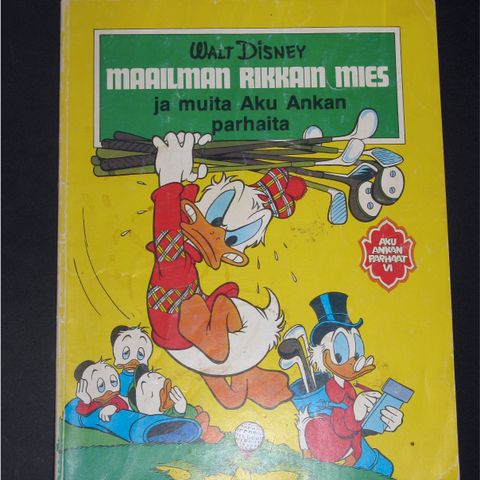 WALT DISNEY
MAAILMAN RIKKAIN MIES
ja muita Aku Ankan
parhaita
AKU
ANKAN
PARHAAT
VI